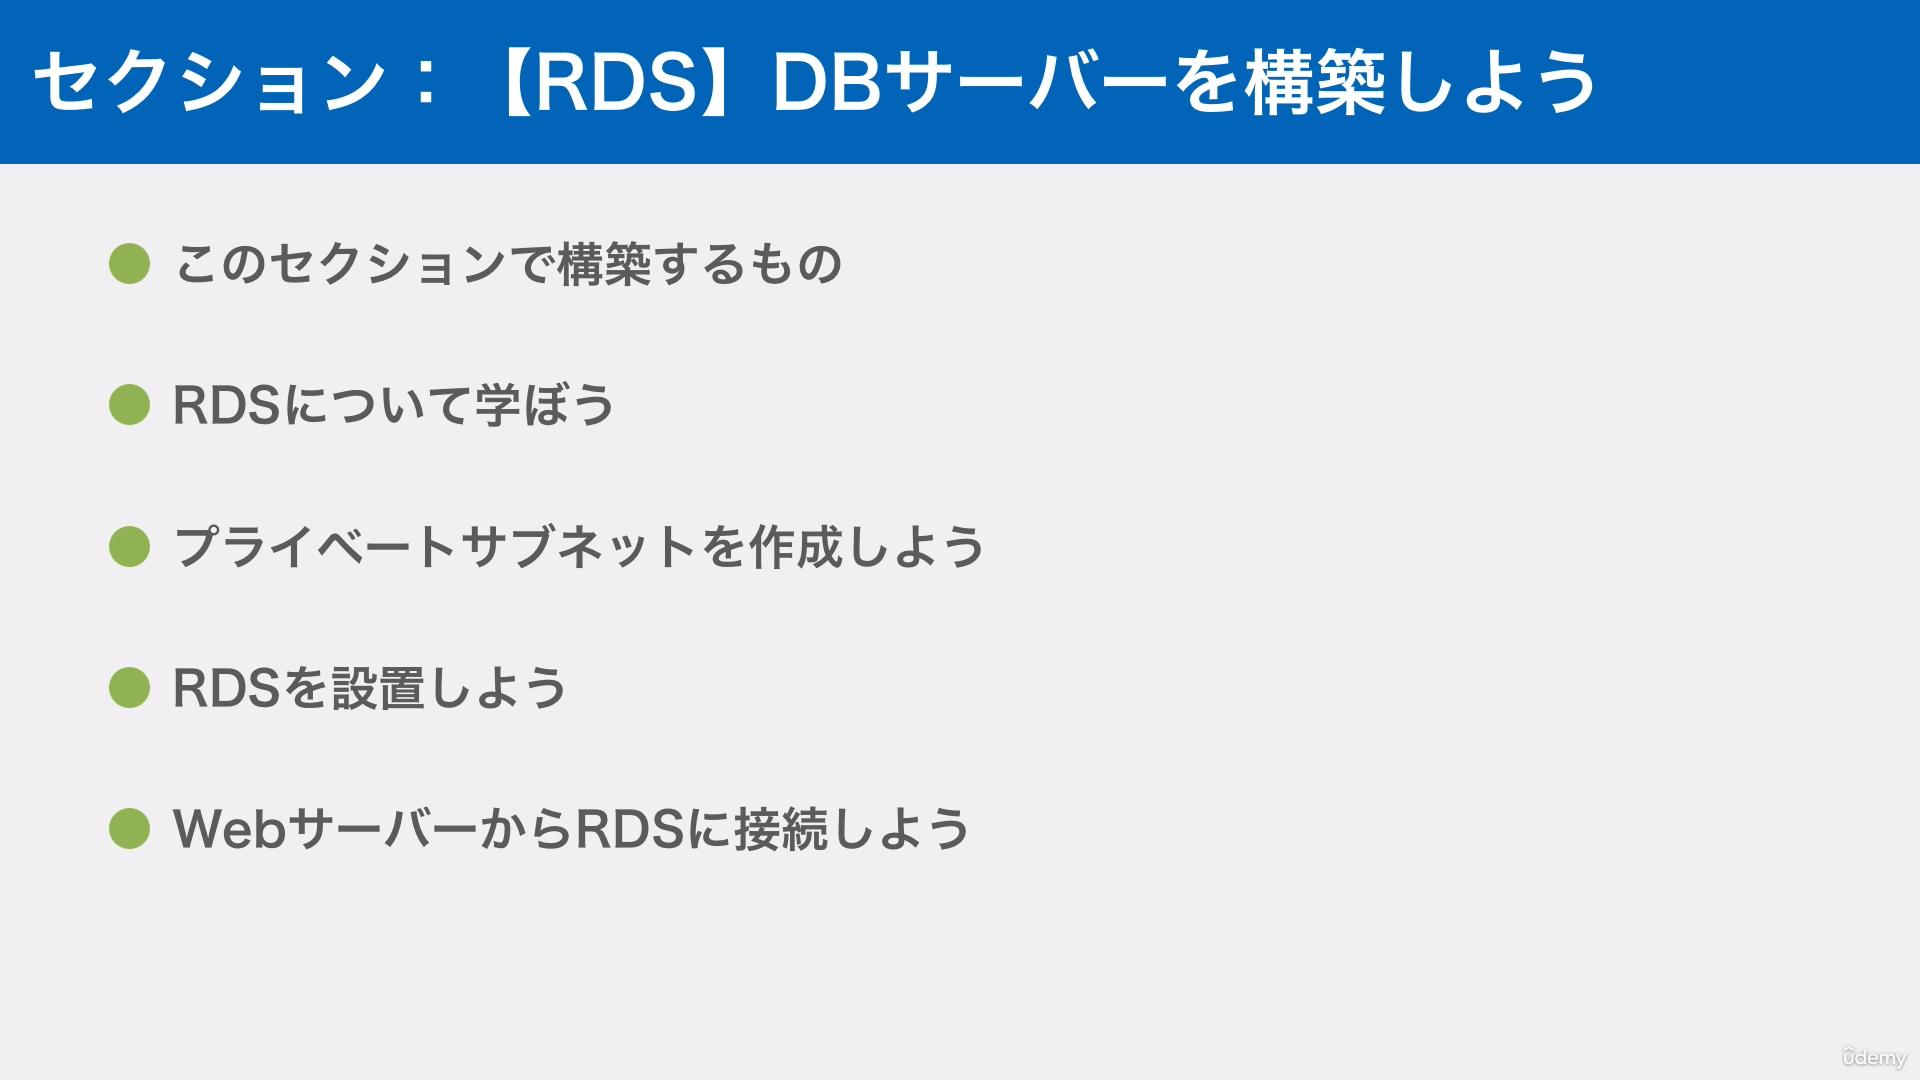 セクション：【RDS】DBサーバーを構築しよう
このセクションで構築するもの
RDSについて学ぼう
プライベートサブネットを作成しよう
RDSを設置しよう
WebサーバーからRDSに接続しよう
ûdemy